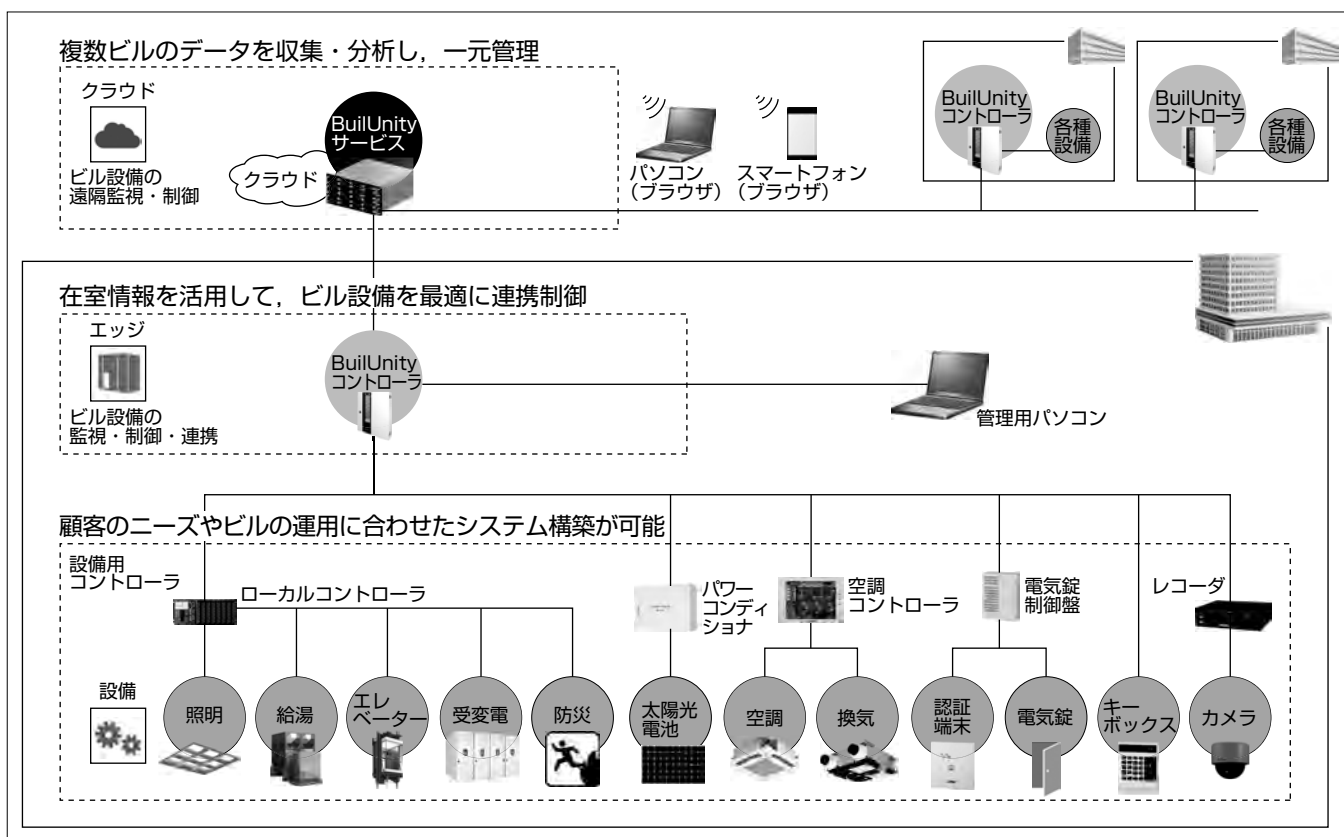 複数ビルのデータを収集・分析し，一元管理
クラウド
ビル設備の
遠隔監視・制御
BuilUnity
サービス
クラウド
パソコン
（ブラウザ）
スマートフォン
（ブラウザ）
BuilUnity
コントローラ
各種
設備
BuilUnity
コントローラ
各種
設備
在室情報を活用して，ビル設備を最適に連携制御
エッジ
ビル設備の
監視・制御・連携
BuilUnity
コントローラ
管理用パソコン
顧客のニーズやビルの運用に合わせたシステム構築が可能
設備用
コントローラ
ローカルコントローラ
パワー
コンディ
ショナ
空調
コントローラ
電気錠
制御盤
レコーダ
設備
照明
給湯
エレ
ベーター
受変電
防災
太陽光
電池
空調
換気
認証
端末
電気錠
キー
ボックス
カメラ